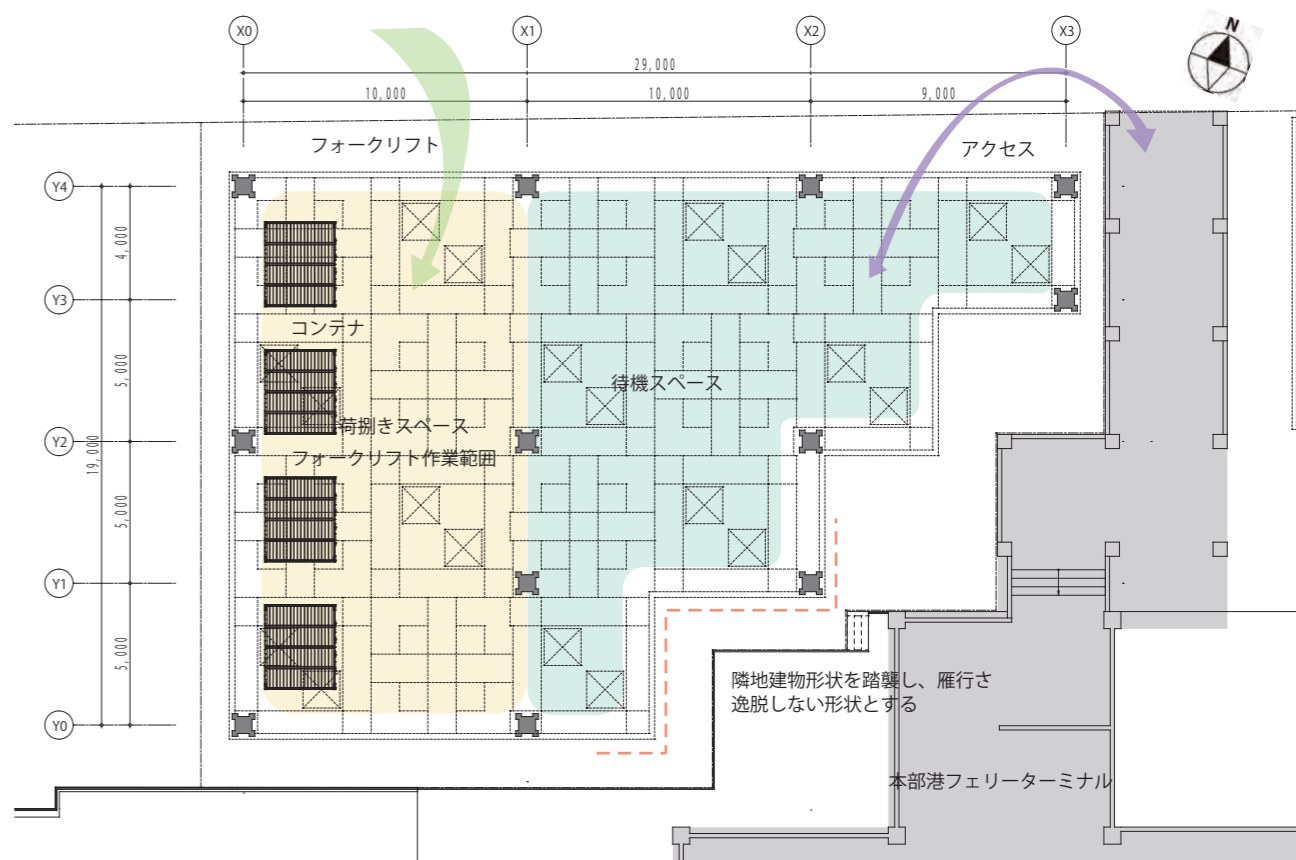 X0
X1
X2
X3
N
29,000
10,000
10,000
9,000
フォークリフト
アクセス
Y4
4,000
Y3
コンテナ
5,000
待機スペース
荷捌きスペース
Y2
19,000
フォークリフト作業範囲
5,000
Y1
5,000
隣地建物形状を踏襲し、雁行さ
逸脱しない形状とする
Y0
本部港フェリーターミナル